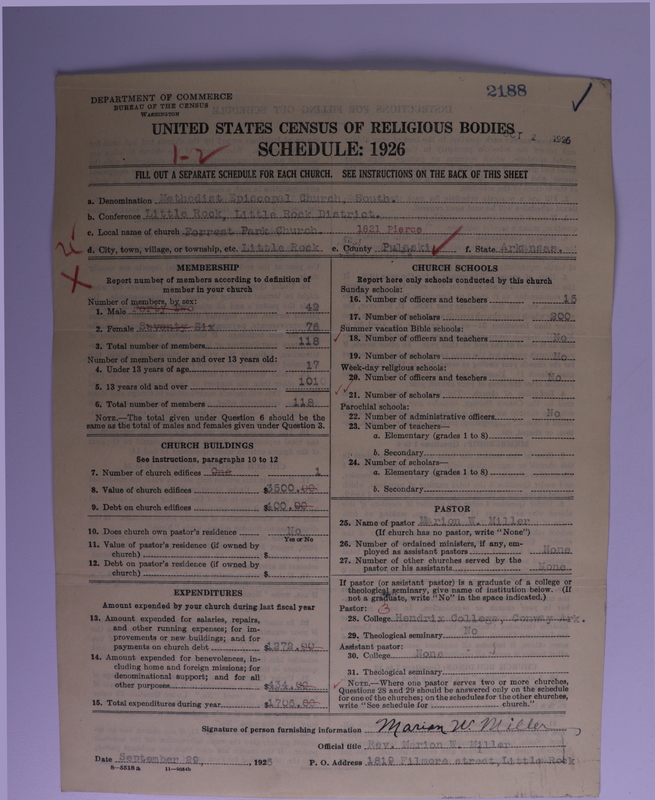 2188
DEPARTMENT OF COMMERCE
BUREAU OF THE CENSUS
WASHINGTON
UNITED STATES CENSUS OF RELIGIOUS BODIES
OCT 2 1926
1-2
SCHEDULE: 1926
FILL OUT A SEPARATE SCHEDULE FOR EACH CHURCH. SEE INSTRUCTIONS ON THE BACK OF THIS SHEET
a. Denomination Methodist Episcopal Church, South.
b. Conference Little Rock, Little Rock District.
c. Local name of church Forrest Park Church. 1821 Pierce
d. City, town, village, or township, etc. Little Rock e. County Pulaski f. State Arkansas.
MEMBERSHIP
Report number of members according to definition of
member in your church
Number of members, by sex:
1. Male Forty Two 42
2. Female Seventy Six 76
3. Total number of members 118
Number of members under and over 13 years old:
4. Under 13 years of age 17
5. 13 years old and over 101
6. Total number of members 118
NOTE.—The total given under Question 6 should be the
same as the total of males and females given under Question 3.
CHURCH BUILDINGS
See instructions, paragraphs 10 to 12
7. Number of church edifices One 1
8. Value of church edifices $3500.00
9. Debt on church edifices $400.00
10. Does church own pastor's residence No
Yes or No
11. Value of pastor's residence (if owned by
church) $
12. Debt on pastor's residence (if owned by
church) $
EXPENDITURES
Amount expended by your church during last fiscal year
13. Amount expended for salaries, repairs,
and other running expenses; for im-
provements or new buildings; and for
payments on church debt $1272.00
14. Amount expended for benevolences, in-
cluding home and foreign missions; for
denominational support; and for all
other purposes $434.00
15. Total expenditures during year $1706.00
CHURCH SCHOOLS
Report here only schools conducted by this church
Sunday schools:
16. Number of officers and teachers 15
17. Number of scholars 200
Summer vacation Bible schools:
18. Number of officers and teachers No
19. Number of scholars No
Week-day religious schools:
20. Number of officers and teachers No
21. Number of scholars
Parochial schools:
22. Number of administrative officers No
23. Number of teachers—
a. Elementary (grades 1 to 8)
b. Secondary
24. Number of scholars—
a. Elementary (grades 1 to 8)
b. Secondary
PASTOR
25. Name of pastor Marion W. Miller
(If church has no pastor, write "None")
26. Number of ordained ministers, if any, em-
ployed as assistant pastors None
27. Number of other churches served by the
pastor or his assistants None
If pastor (or assistant pastor) is a graduate of a college or
theological seminary, give name of institution below. (If
not a graduate, write "No" in the space indicated.)
Pastor: 3
28. College Hendrix College, Conway Ark.
29. Theological seminary No
Assistant pastor:
30. College None
31. Theological seminary
NOTE.—Where one pastor serves two or more churches,
Questions 28 and 29 should be answered only on the schedule
for one of the churches; on the schedules for the other churches,
write "See schedule for church."
Signature of person furnishing information Marion W. Miller
Official title Rev. Marion W. Miller
Date September 29, 1926 P. O. Address 1819 Filmore street, Little Rock
8—5518a 11—9554b